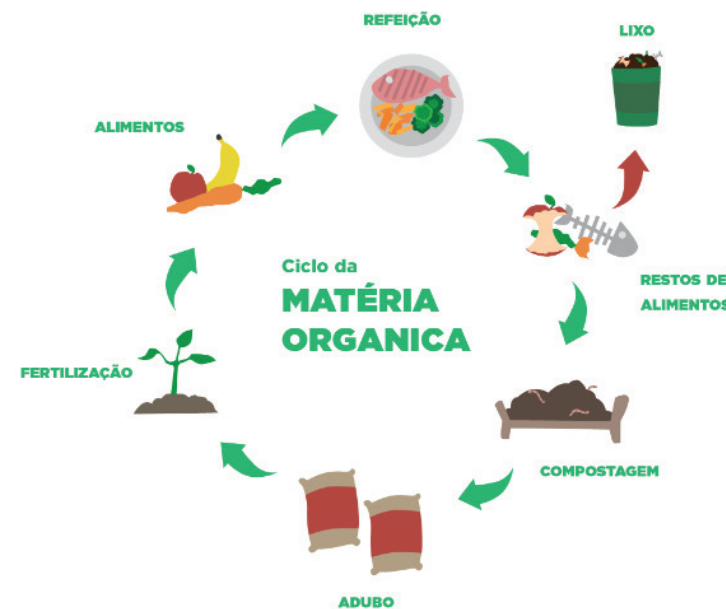 REFEIÇÃO
LIXO
ALIMENTOS
Ciclo da
MATÉRIA
ORGANICA
RESTOS DE
ALIMENTOS
FERTILIZAÇÃO
COMPOSTAGEM
ADUBO